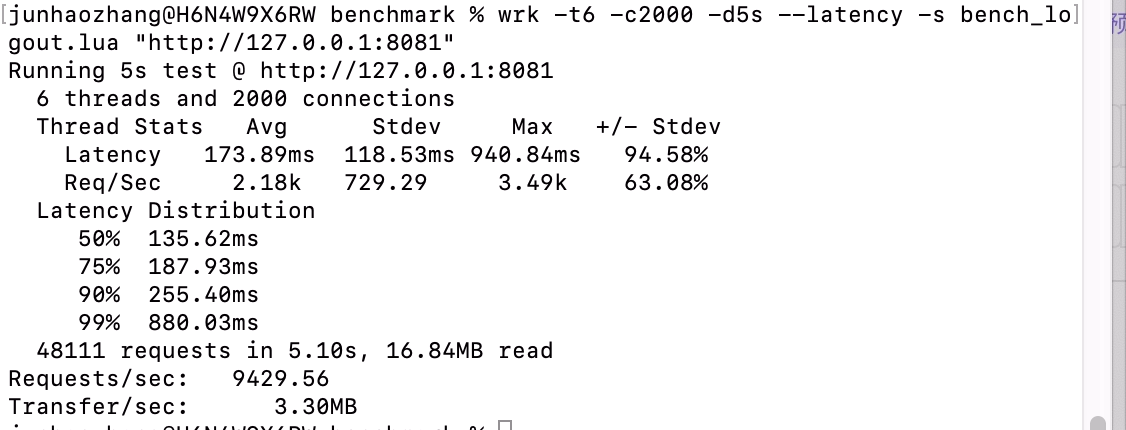 [junhaozhang@H6N4W9X6RW benchmark % wrk -t6 -c2000 -d5s --latency -s bench_lo]
gout.lua "http://127.0.0.1:8081"
Running 5s test @ http://127.0.0.1:8081
6 threads and 2000 connections
Thread Stats Avg Stdev Max +/- Stdev
Latency 173.89ms 118.53ms 940.84ms 94.58%
Req/Sec 2.18k 729.29 3.49k 63.08%
Latency Distribution
50% 135.62ms
75% 187.93ms
90% 255.40ms
99% 880.03ms
48111 requests in 5.10s, 16.84MB read
Requests/sec: 9429.56
Transfer/sec: 3.30MB